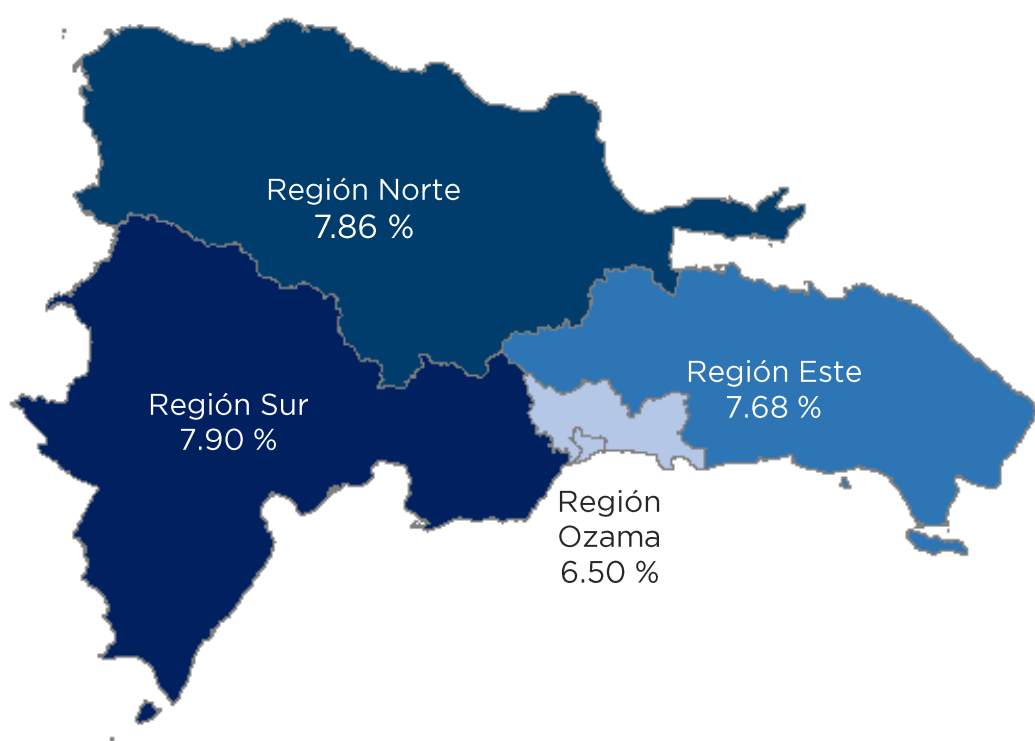 Región Norte
7.86 %
Región Este
7.68 %
Región Sur
7.90 %
Región
Ozama
6.50 %